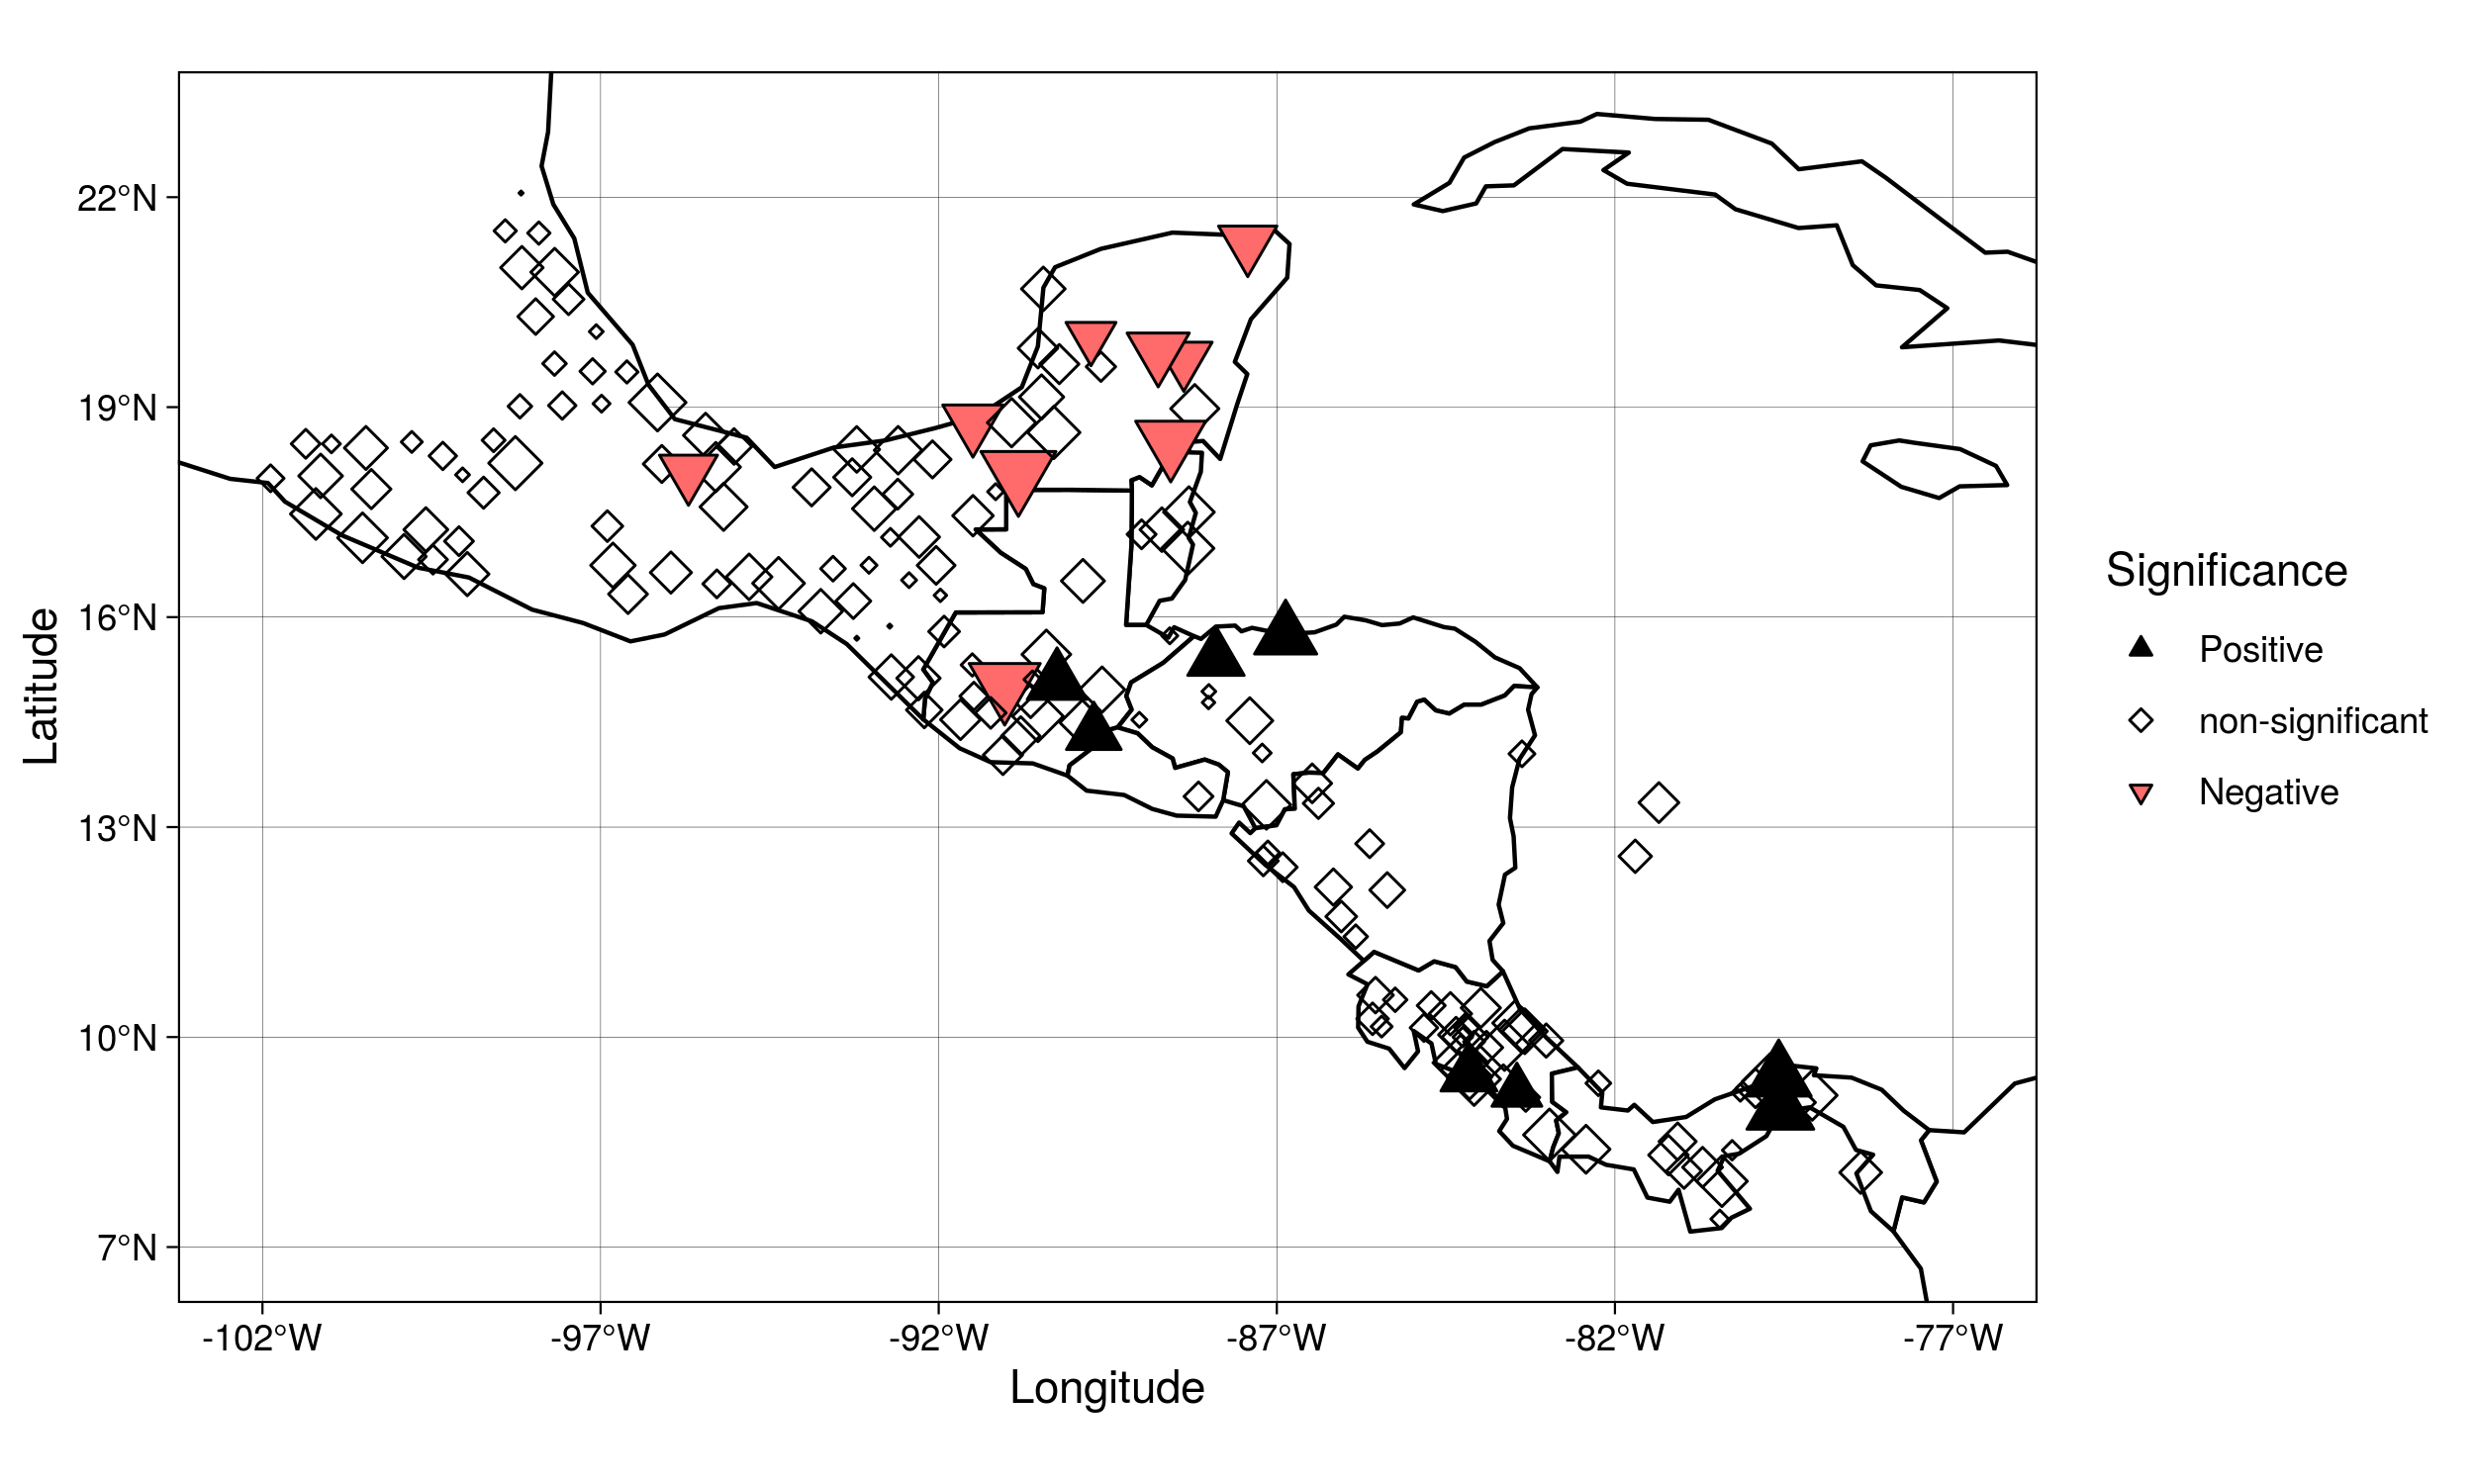 22°N
19°N
16°N
13°N
10°N
7°N
Latitude
-102°W
-97°W
-92°W
-87°W
-82°W
-77°W
Longitude
Significance
Positive
non-significant
Negative